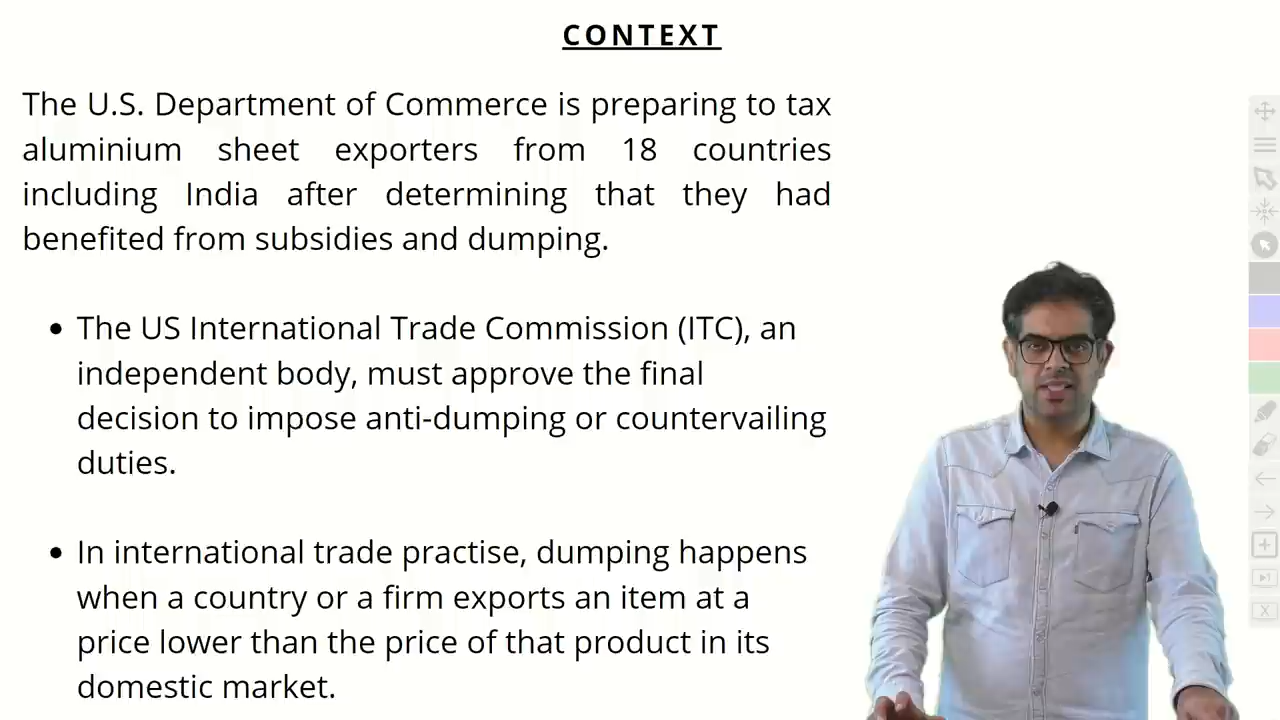 CONTEXT
The U.S. Department of Commerce is preparing to tax
aluminium sheet exporters from 18 countries
including India after determining that they had
benefited from subsidies and dumping.
• The US International Trade Commission (ITC), an
independent body, must approve the final
decision to impose anti-dumping or countervailing
duties.
• In international trade practise, dumping happens
when a country or a firm exports an item at a
price lower than the price of that product in its
domestic market.